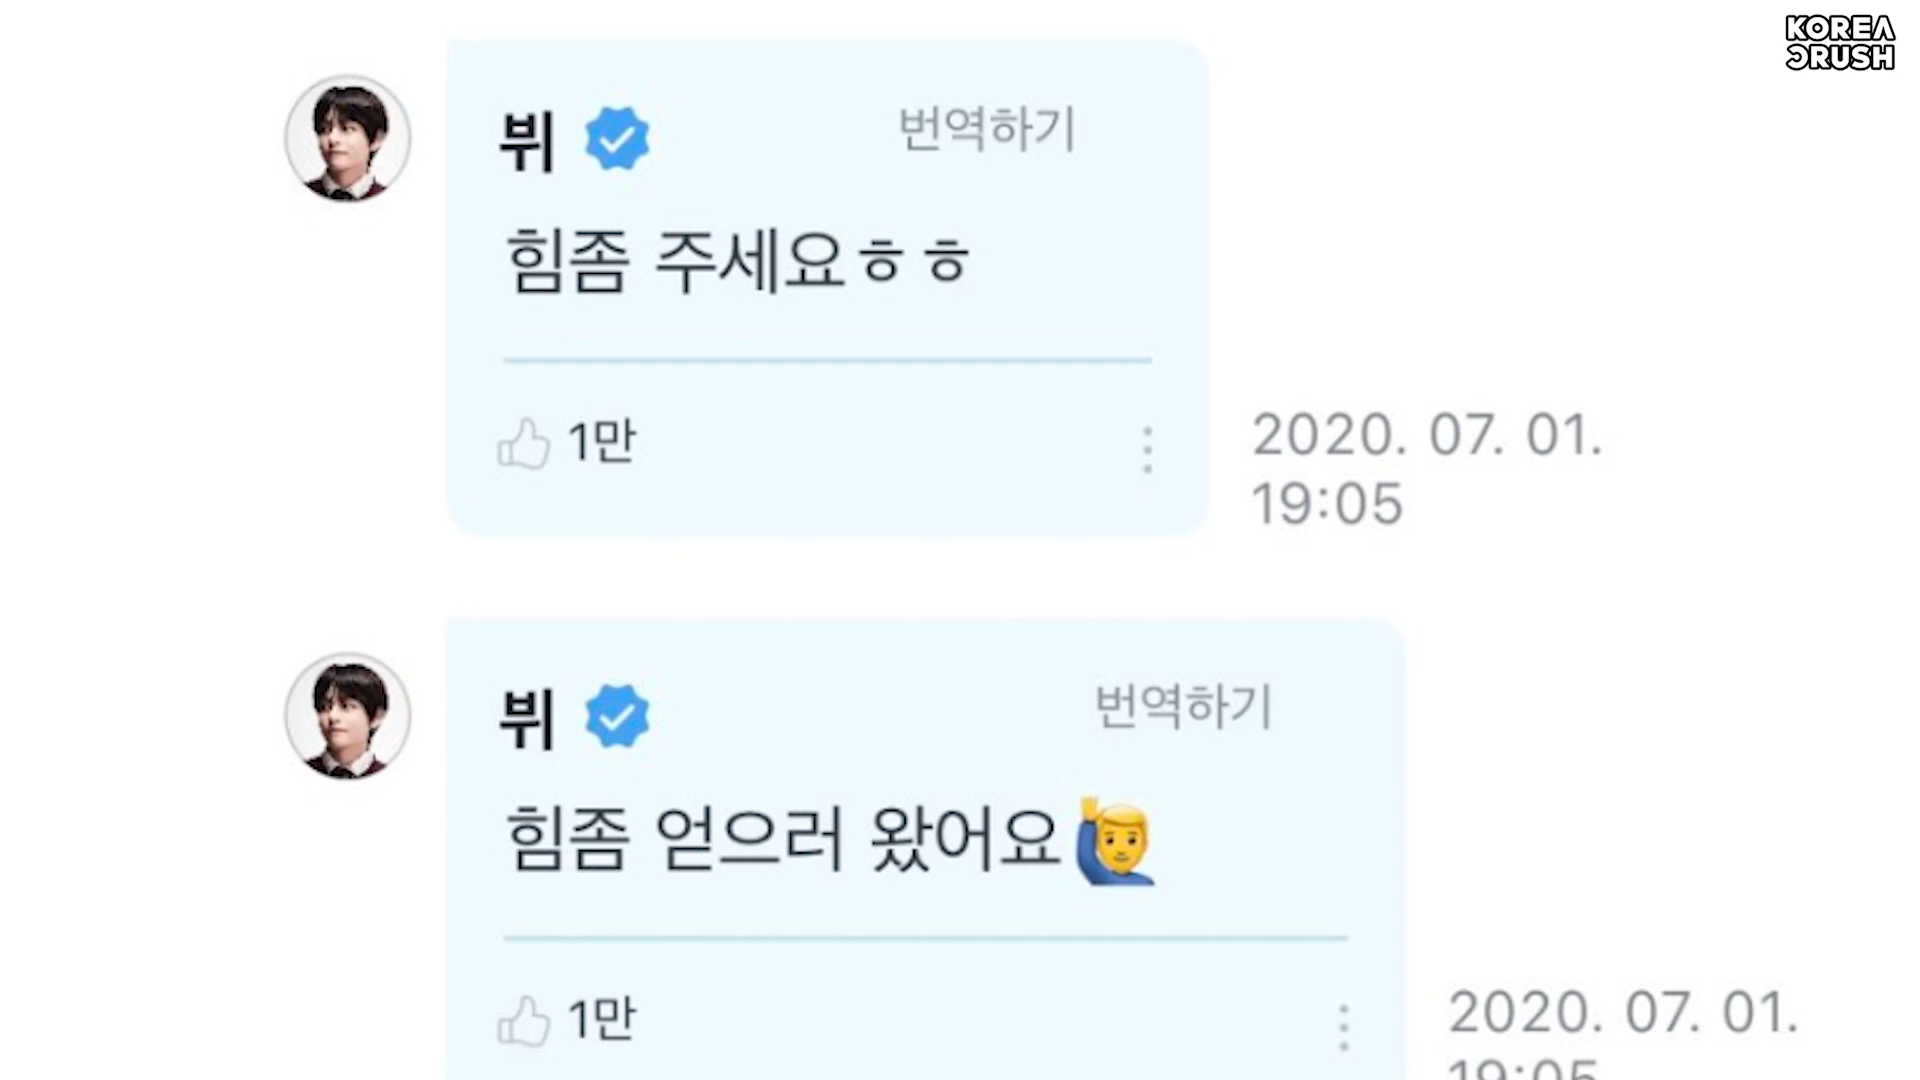 KOREA
CRUSH
뷔
번역하기
힘좀 주세요ㅎㅎ
1만
2020. 07. 01.
19:05
뷔
번역하기
힘좀 얻으러 왔어요
1만
2020. 07. 01.
19:05